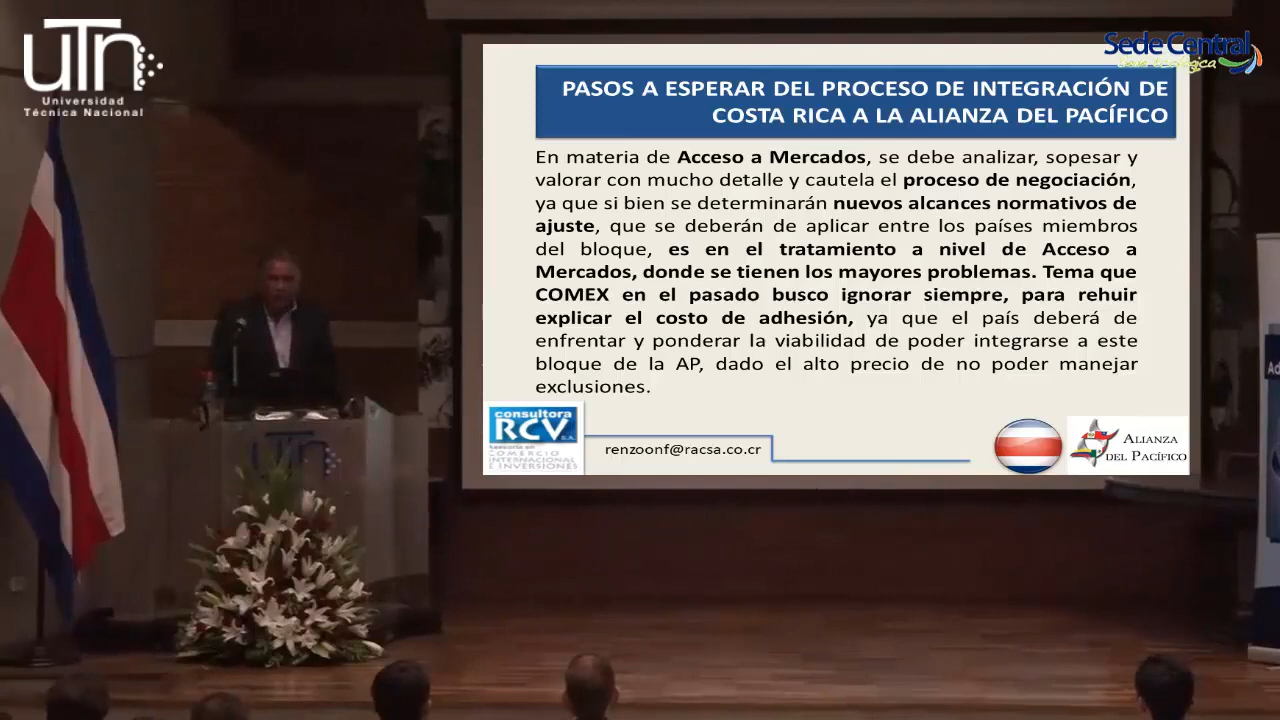 utn
Universidad
Técnica Nacional
Sede Central
PASOS A ESPERAR DEL PROCESO DE INTEGRACIÓN DE
COSTA RICA A LA ALIANZA DEL PACÍFICO
En materia de Acceso a Mercados, se debe analizar, sopesar y
valorar con mucho detalle y cautela el proceso de negociación,
ya que si bien se determinarán nuevos alcances normativos de
ajuste, que se deberán de aplicar entre los países miembros
del bloque, es en el tratamiento a nivel de Acceso a
Mercados, donde se tienen los mayores problemas. Tema que
COMEX en el pasado busco ignorar siempre, para rehuir
explicar el costo de adhesión, ya que el país deberá de
enfrentar y ponderar la viabilidad de poder integrarse a este
bloque de la AP, dado el alto precio de no poder manejar
exclusiones.
consultora
RCV S.A.
COMERCIO
INTERNACIONAL
E INVERSIONES
renzoonf@racsa.co.cr
ALIANZA
DEL PACÍFICO
utn